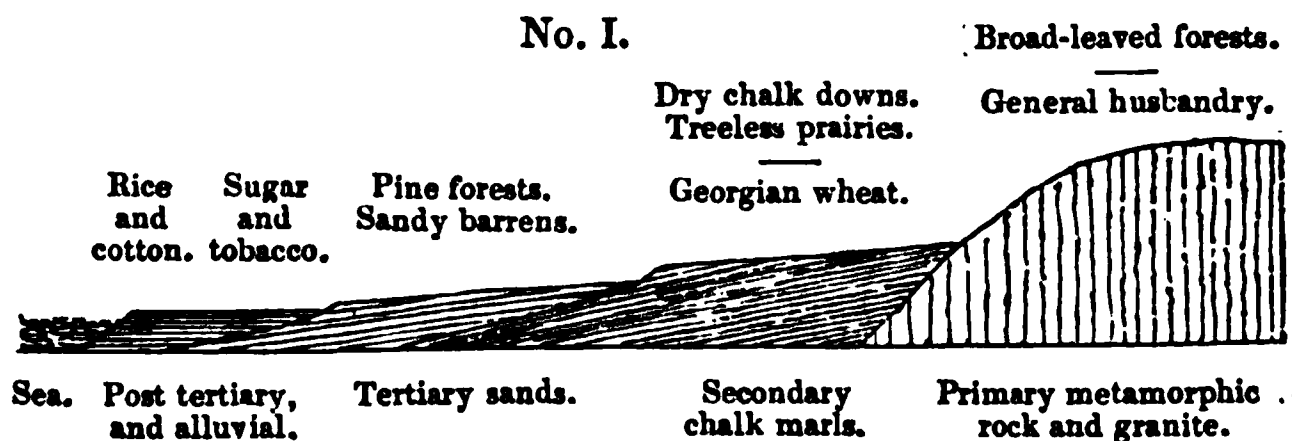 No. I.
Broad-leaved forests.
General husbandry.
Dry chalk downs.
Treeless prairies.
Georgian wheat.
Rice
and
cotton.
Sugar
and
tobacco.
Pine forests.
Sandy barrens.
Sea.
Post tertiary,
and alluvial.
Tertiary sands.
Secondary
chalk marls.
Primary metamorphic
rock and granite.